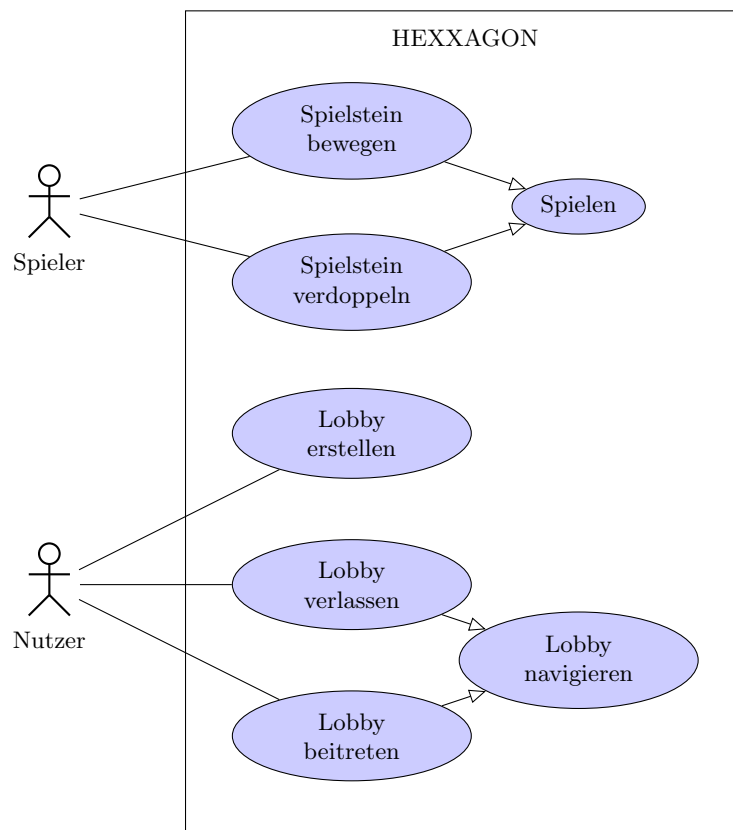 HEXXAGON
Spielstein
bewegen
Spielen
Spieler
Spielstein
verdoppeln
Lobby
erstellen
Lobby
verlassen
Nutzer
Lobby
navigieren
Lobby
beitreten